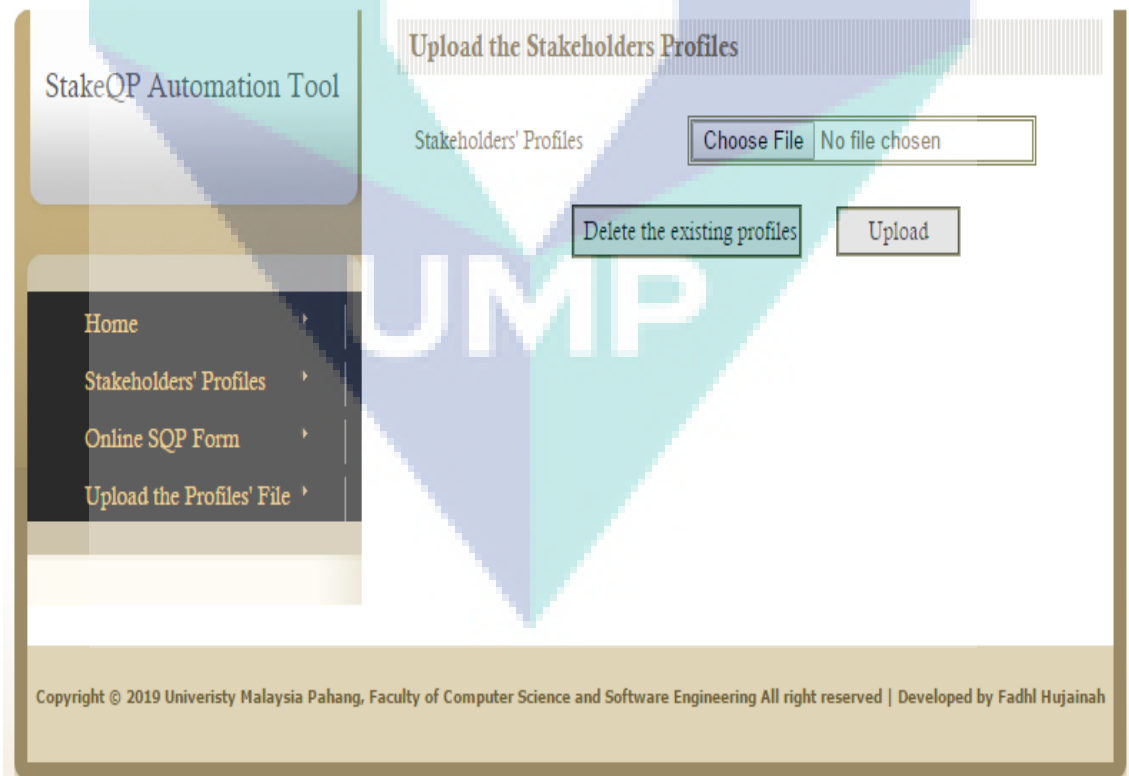 StakeQP Automation Tool
Home
Stakeholders' Profiles
Online SQP Form
Upload the Profiles' File
Upload the Stakeholders Profiles
Stakeholders' Profiles Choose File No file chosen
Delete the existing profiles Upload
UMP
Copyright © 2019 Univeristy Malaysia Pahang, Faculty of Computer Science and Software Engineering All right reserved | Developed by Fadhl Hujainah